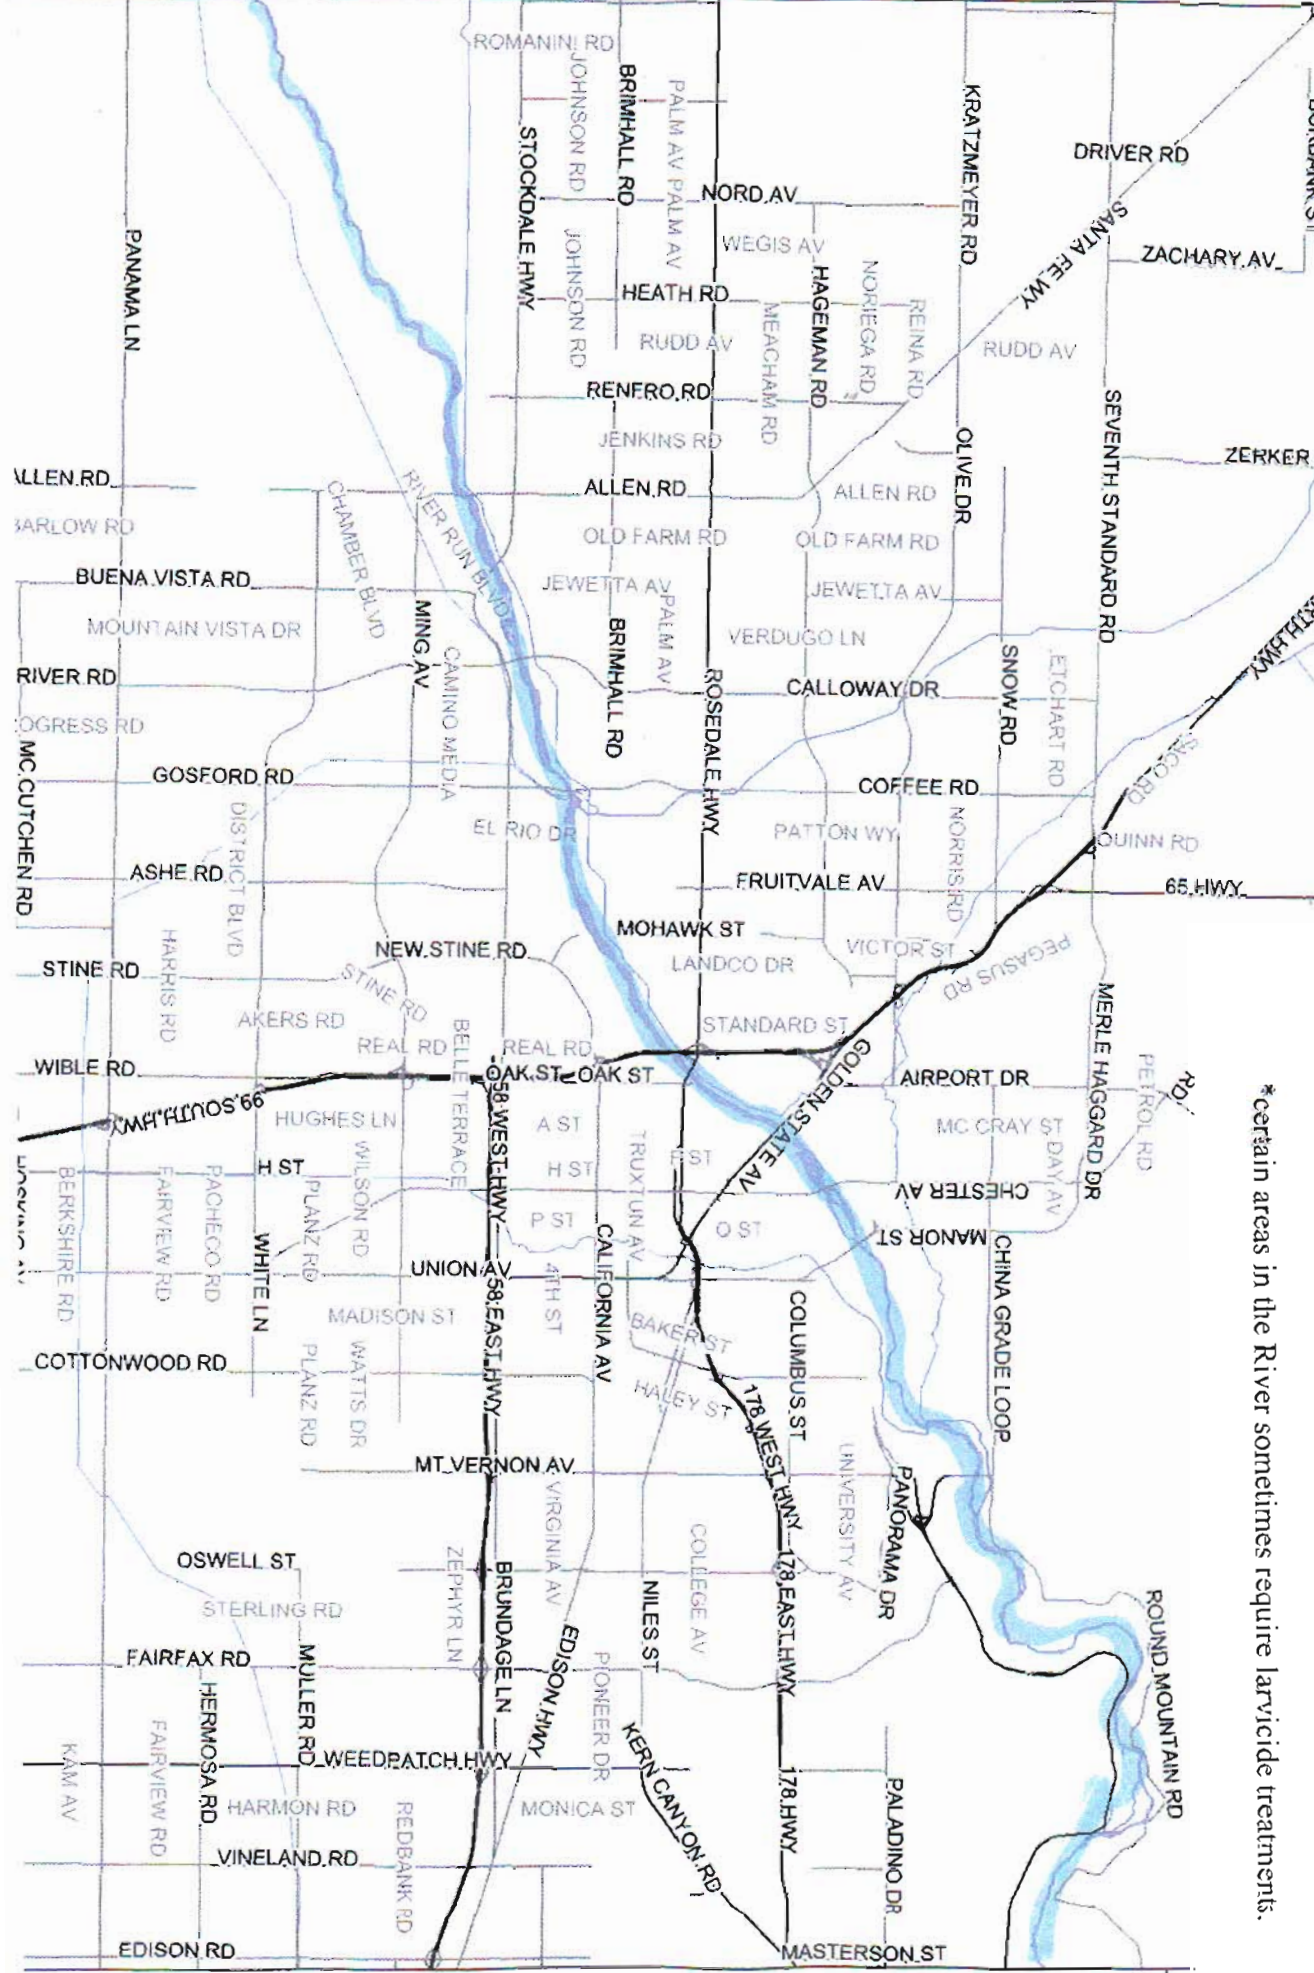 ROMANINI RD
JOHNSON RD
BRIMHALL RD
PALM AV
PALM AV
KRATZMEYER RD
DRIVER RD
STOCKDALE HWY
NORD AV
SANTA FE WY
PANAMA LN
JOHNSON RD
WEGIS AV
HAGEMAN RD
NORIEGA RD
ZACHARY AV
HEATH RD
MEACHAM RD
REINA RD
RUDD AV
RUDD AV
RENFRO RD
SEVENTH STANDARD RD
JENKINS RD
OLIVE DR
ZERKER
ALLEN RD
RIVER RUN BLVD
CHAMBER BLVD
ALLEN RD
ALLEN RD
BARLOW RD
OLD FARM RD
OLD FARM RD
BUENA VISTA RD
JEWETTA AV
JEWETTA AV
MING AV
PALM AV
MOUNTAIN VISTA DR
BRIMHALL RD
VERDUGO LN
SNOW RD
ETCHART RD
RIVER RD
CAMINO MEDIA
ROSEDALE HWY
CALLOWAY DR
OGRESS RD
MC CUTCHEN RD
SACO RD
GOSFORD RD
COFFEE RD
DISTRICT BLVD
EL RIO DR
PATTON WY
NORRIS RD
QUINN RD
ASHE RD
FRUITVALE AV
65 HWY
HARRIS RD
MOHAWK ST
NEW STINE RD
VICTOR ST
PEGASUS RD
STINE RD
STINE RD
LANDCO DR
MERLE HAGGARD DR
AKERS RD
BELLE TERRACE
STANDARD ST
REAL RD
REAL RD
GOLDEN STATE AV
PETROL RD
WIBLE RD
OAK ST
OAK ST
AIRPORT DR
RD
99 SOUTH HWY
58 WEST HWY
HUGHES LN
A ST
MC CRAY ST
DAY AV
WILSON RD
TRUXTUN AV
F ST
BERKSHIRE RD
FAIRVIEW RD
PACHECO RD
H ST
PLANZ RD
H ST
CHESTER AV
P ST
CALIFORNIA AV
O ST
MANOR ST
WHITE LN
CHINA GRADE LOOP
UNION AV
58 EAST HWY
4TH ST
MADISON ST
BAKER ST
COLUMBUS ST
COTTONWOOD RD
PLANZ RD
WATTS DR
HALEY ST
178 WEST HWY
MT VERNON AV
UNIVERSITY AV
PANORAMA DR
VIRGINIA AV
COLLEGE AV
OSWELL ST
ZEPHYR LN
BRUNDAGE LN
NILES ST
178 EAST HWY
STERLING RD
ROUND MOUNTAIN RD
FAIRFAX RD
MULLER RD
EDISON HWY
PIONEER DR
HERMOSA RD
KAM AV
FAIRVIEW RD
WEEDPATCH HWY
KERN CANYON RD
178 HWY
PALADINO DR
HARMON RD
REDBANK RD
MONICA ST
VINELAND RD
EDISON RD
MASTERSON ST
*certain areas in the River sometimes require larvicide treatments.